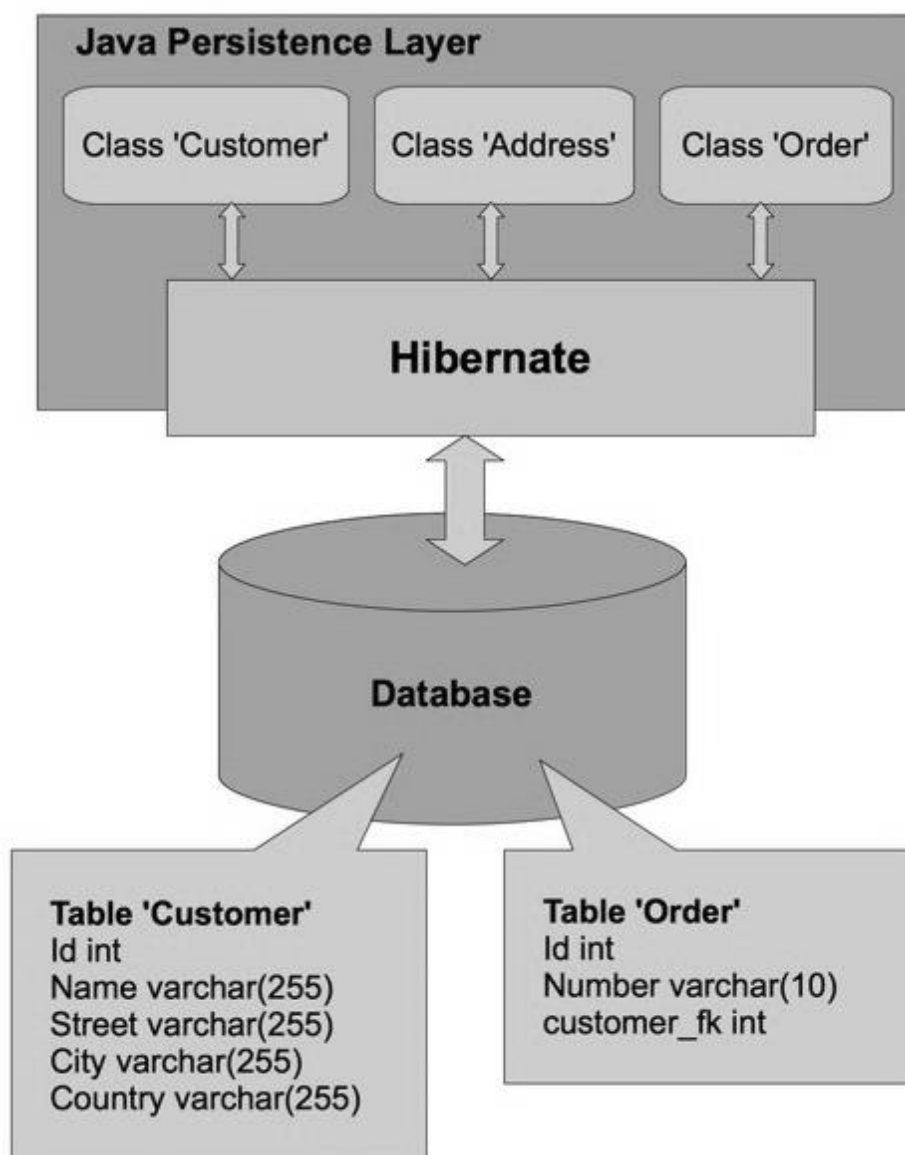 Java Persistence Layer
Class 'Customer'
Class 'Address'
Class 'Order'
Hibernate
Database
Table 'Customer'
Id int
Name varchar(255)
Street varchar(255)
City varchar(255)
Country varchar(255)
Table 'Order'
Id int
Number varchar(10)
customer_fk int